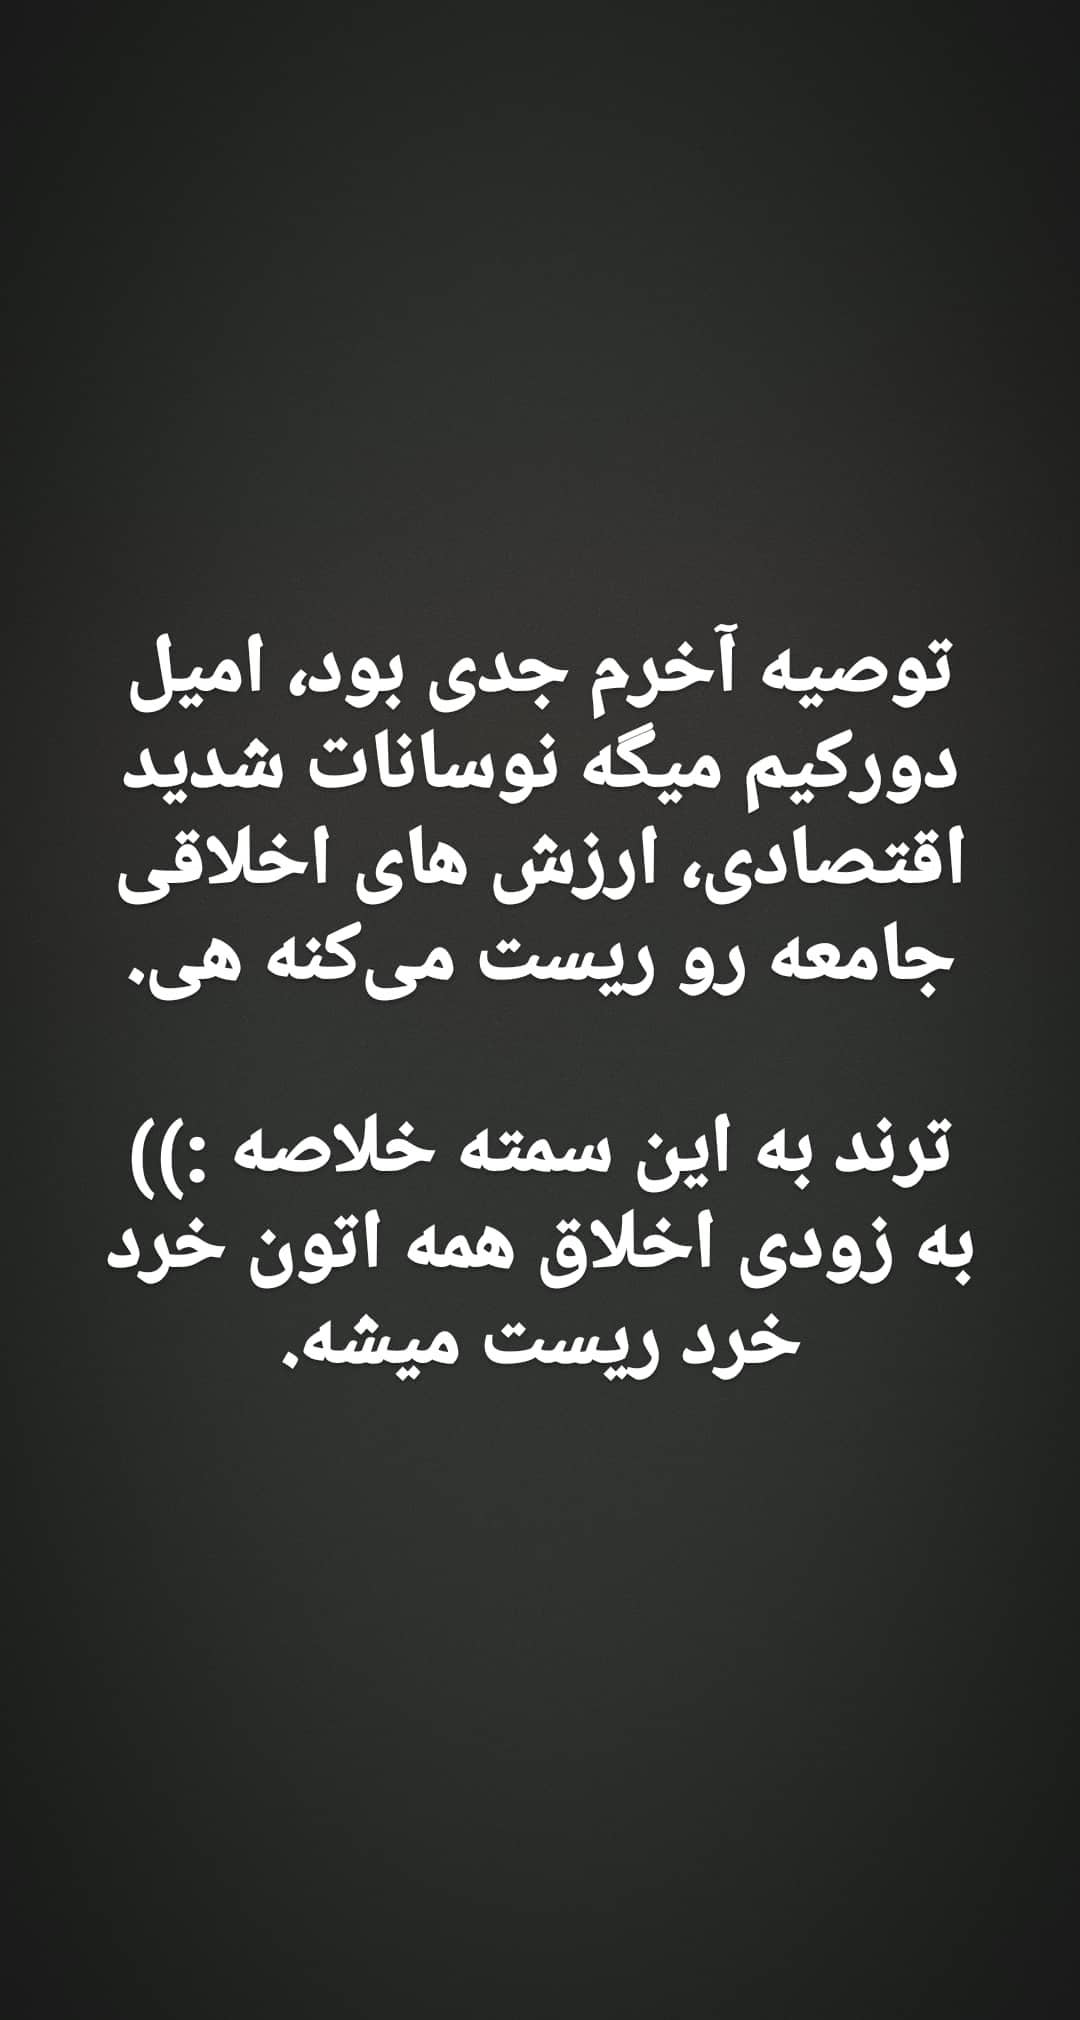 توصیه آخرم جدی بود، امیل
دورکیم میگه نوسانات شدید
اقتصادی، ارزش های اخلاقی
جامعه رو ریست می‌کنه هی.
ترند به این سمته خلاصه :))
به زودی اخلاق همه اتون خرد
خرد ریست میشه.